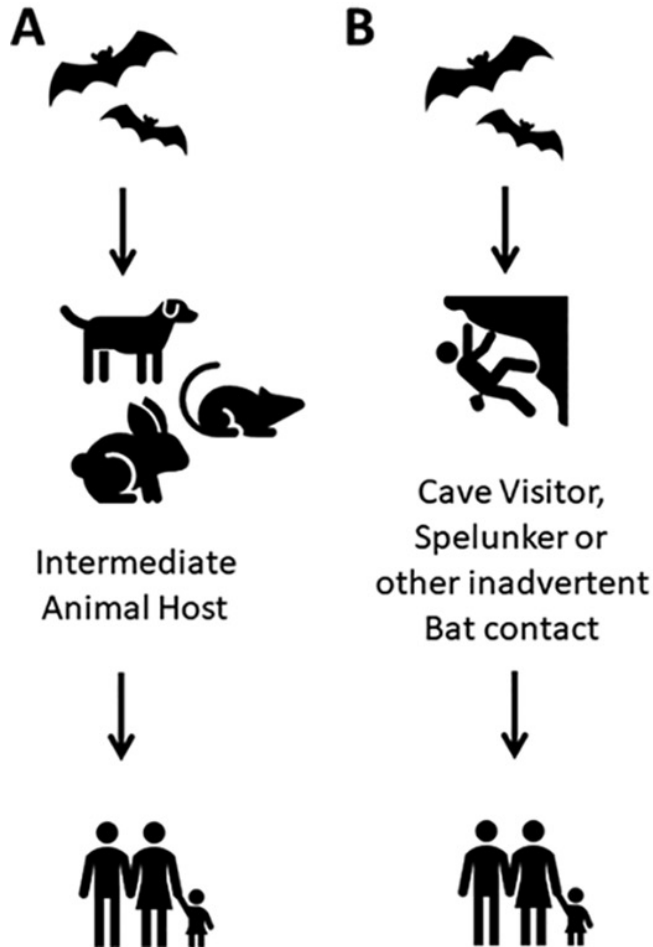 A
B
Intermediate
Animal Host
Cave Visitor,
Spelunker or
other inadvertent
Bat contact